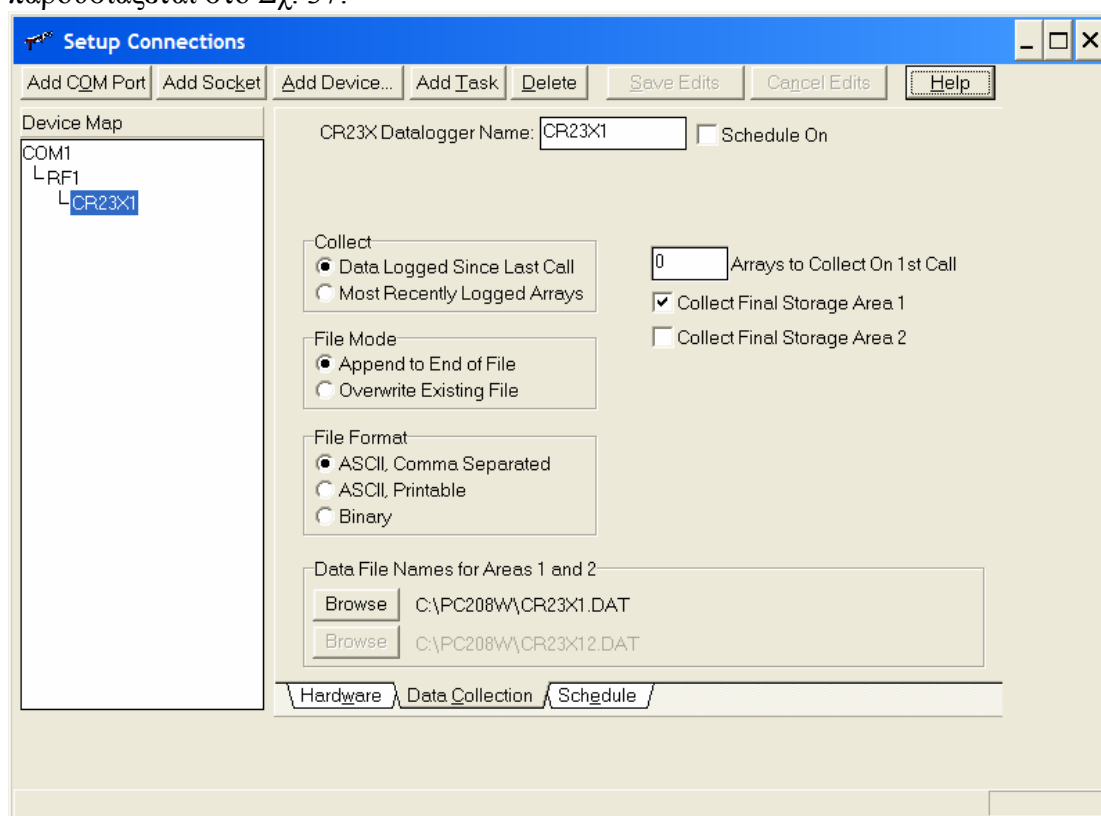 παρουσιάζεται στο Σχ. 37.
Setup Connections
Add COM Port Add Socket Add Device... Add Task Delete Save Edits Cancel Edits Help
Device Map
COM1
RF1
CR23X1
CR23X Datalogger Name: CR23X1 Schedule On
Collect
Data Logged Since Last Call
Most Recently Logged Arrays
0 Arrays to Collect On 1st Call
Collect Final Storage Area 1
Collect Final Storage Area 2
File Mode
Append to End of File
Overwrite Existing File
File Format
ASCII, Comma Separated
ASCII, Printable
Binary
Data File Names for Areas 1 and 2
Browse C:\PC208W\CR23X1.DAT
Browse C:\PC208W\CR23X12.DAT
Hardware Data Collection Schedule